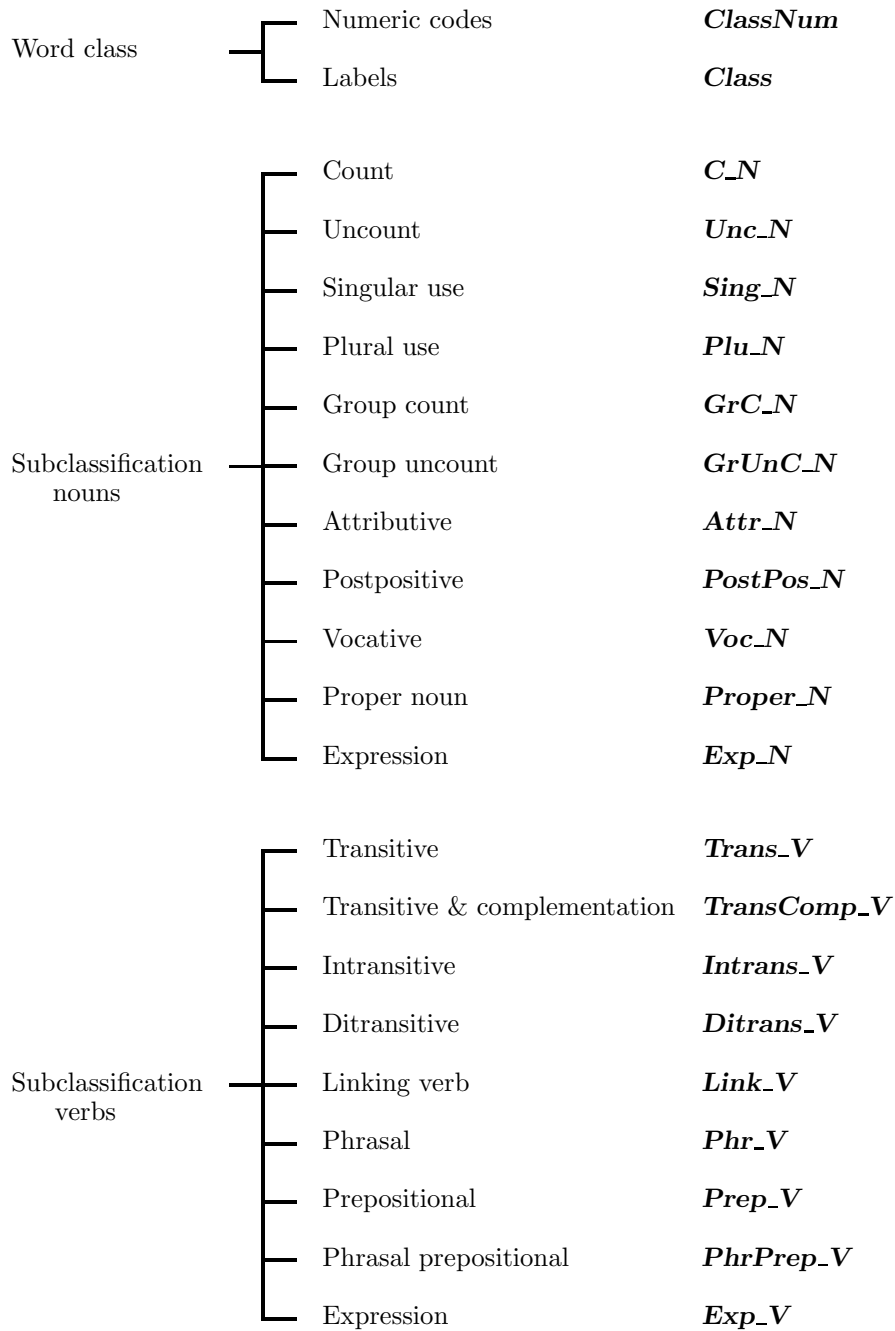 Numeric codes ClassNum
Word class
Labels Class
Count C_N
Uncount Unc_N
Singular use Sing_N
Plural use Plu_N
Group count GrC_N
Subclassification Group uncount GrUnC_N
nouns
Attributive Attr_N
Postpositive PostPos_N
Vocative Voc_N
Proper noun Proper_N
Expression Exp_N
Transitive Trans_V
Transitive & complementation TransComp_V
Intransitive Intrans_V
Ditransitive Ditrans_V
Subclassification Linking verb Link_V
verbs
Phrasal Phr_V
Prepositional Prep_V
Phrasal prepositional PhrPrep_V
Expression Exp_V